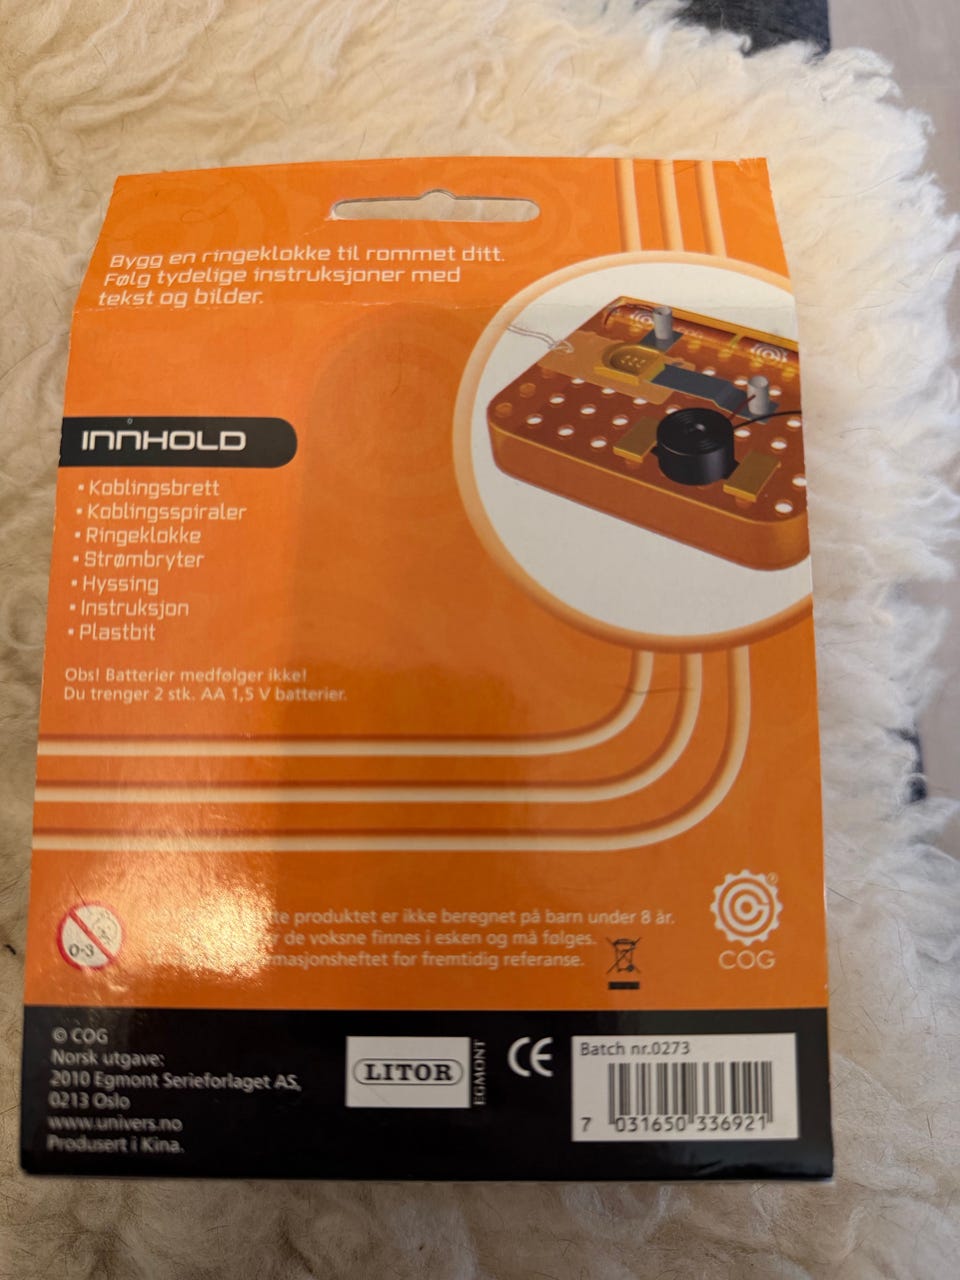 Bygg en ringeklokke til rommet ditt.
Følg tydelige instruksjoner med
tekst og bilder.
INNHOLD
• Koblingsbrett
• Koblingsspiraler
• Ringeklokke
• Strømbryter
• Hyssing
• Instruksjon
• Plastbit
Obs! Batterier medfølger ikke!
Du trenger 2 stk. AA 1,5 V batterier.
produktet er ikke beregnet på barn under 8 år.
de voksne finnes i esken og må følges.
for fremtidig referanse.
0-3
COG
© COG
Norsk utgave:
2010 Egmont Serieforlaget AS,
0213 Oslo
www.univers.no
Produsert i Kina.
LITOR
EGMONT
CE
Batch nr.0273
7 031650 336921